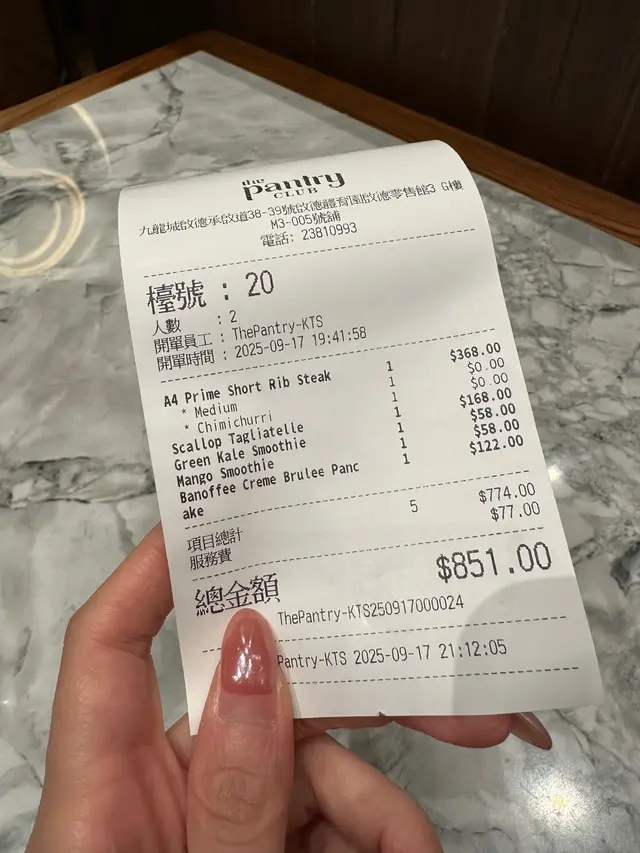 the
Pantry
CLUB
九龍城啟德承啟道38-39號啟德體育園啟德零售館3 G樓
M3-005號舖
電話: 23810993
檯號 : 20
人數 : 2
開單員工 : ThePantry-KTS
開單時間 : 2025-09-17 19:41:58
A4 Prime Short Rib Steak 1 $368.00
* Medium 1 $0.00
* Chimichurri 1 $0.00
Scallop Tagliatelle 1 $168.00
Green Kale Smoothie 1 $58.00
Mango Smoothie 1 $58.00
Banoffee Creme Brulee Panc 1 $122.00
ake
項目總計 5 $774.00
服務費 $77.00
總金額 $851.00
ThePantry-KTS250917000024
Pantry-KTS 2025-09-17 21:12:05